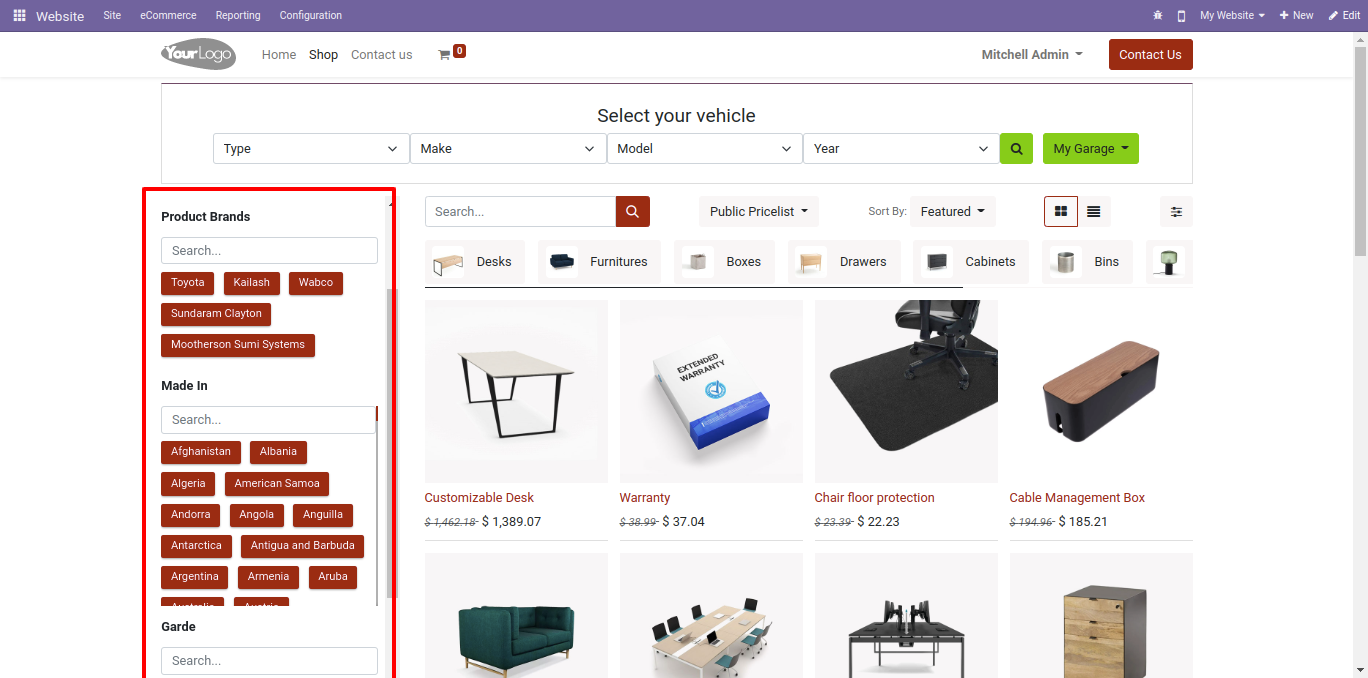 Website Site eCommerce Reporting Configuration My Website New Edit
YourLogo Home Shop Contact us 0 Mitchell Admin Contact Us
Select your vehicle
Type Make Model Year My Garage
Product Brands
Search...
Toyota Kailash Wabco
Sundaram Clayton
Mootherson Sumi Systems
Made In
Search...
Afghanistan Albania
Algeria American Samoa
Andorra Angola Anguilla
Antarctica Antigua and Barbuda
Argentina Armenia Aruba
Australia Austria
Garde
Search...
Search... Public Pricelist Sort By: Featured
Desks Furnitures Boxes Drawers Cabinets Bins
EXTENDED
WARRANTY
Customizable Desk Warranty Chair floor protection Cable Management Box
$ 1,462.18 $ 1,389.07 $ 38.99 $ 37.04 $ 23.39 $ 22.23 $ 194.96 $ 185.21